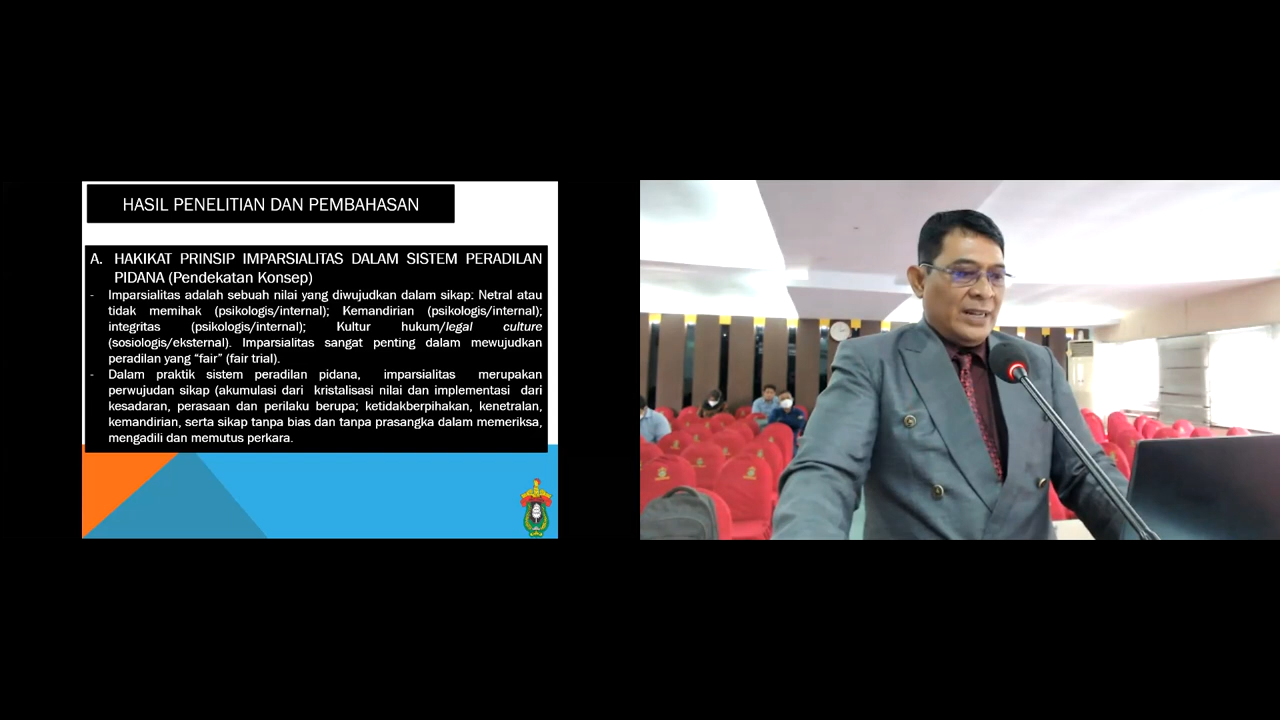 HASIL PENELITIAN DAN PEMBAHASAN
A. HAKIKAT PRINSIP IMPARSIALITAS DALAM SISTEM PERADILAN
PIDANA (Pendekatan Konsep)
- Imparsialitas adalah sebuah nilai yang diwujudkan dalam sikap: Netral atau
tidak memihak (psikologis/internal); Kemandirian (psikologis/internal);
integritas (psikologis/internal); Kultur hukum/legal culture
(sosiologis/eksternal). Imparsialitas sangat penting dalam mewujudkan
peradilan yang “fair” (fair trial).
- Dalam praktik sistem peradilan pidana, imparsialitas merupakan
perwujudan sikap (akumulasi dari kristalisasi nilai dan implementasi dari
kesadaran, perasaan dan perilaku berupa; ketidakberpihakan, kenetralan,
kemandirian, serta sikap tanpa bias dan tanpa prasangka dalam memeriksa,
mengadili dan memutus perkara.